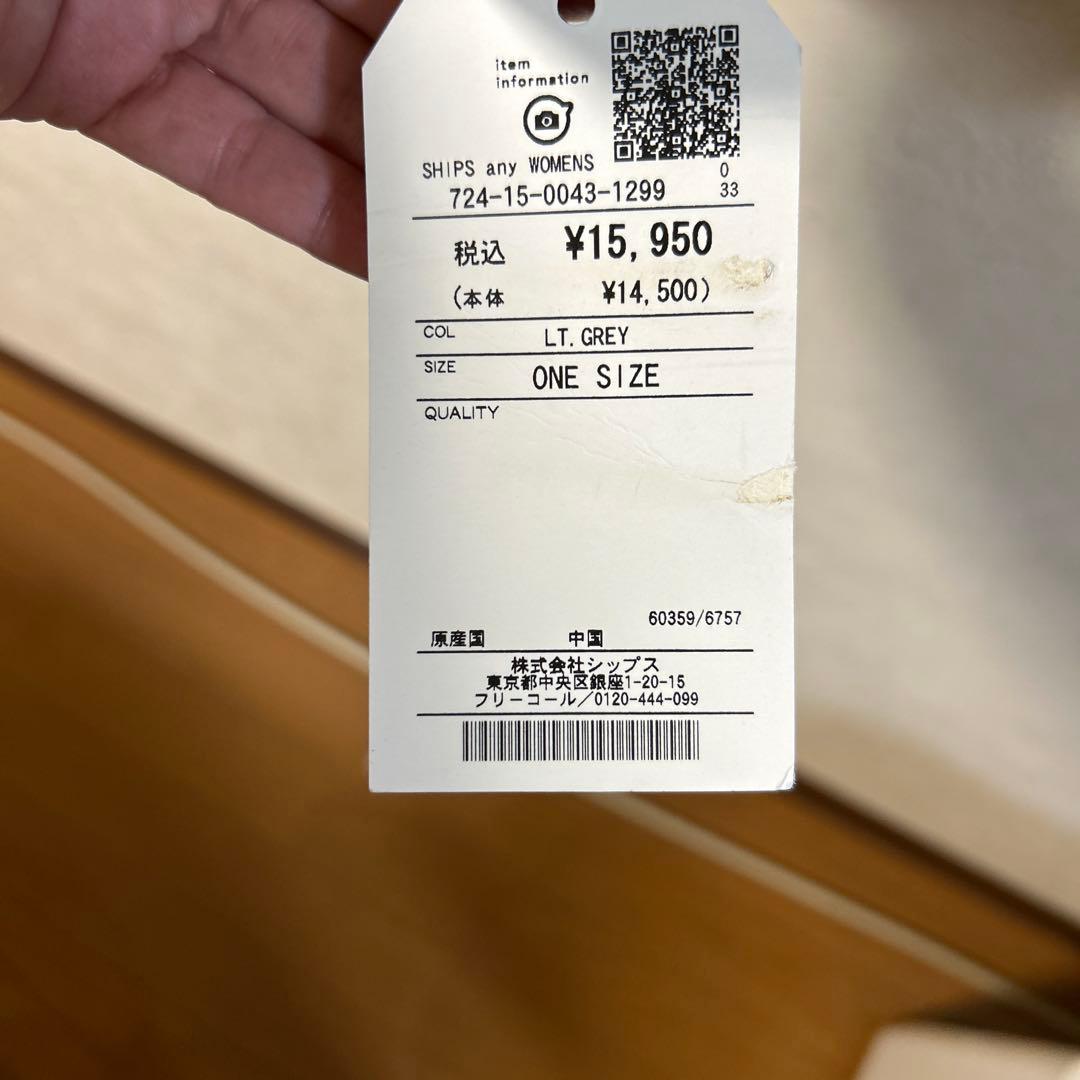 item
information
SHIPS any WOMENS
0
724-15-0043-1299
33
税込 ¥15,950
(本体 ¥14,500)
COL LT.GREY
SIZE ONE SIZE
QUALITY
60359/6757
原産国 中国
株式会社シップス
東京都中央区銀座1-20-15
フリーコール/0120-444-099